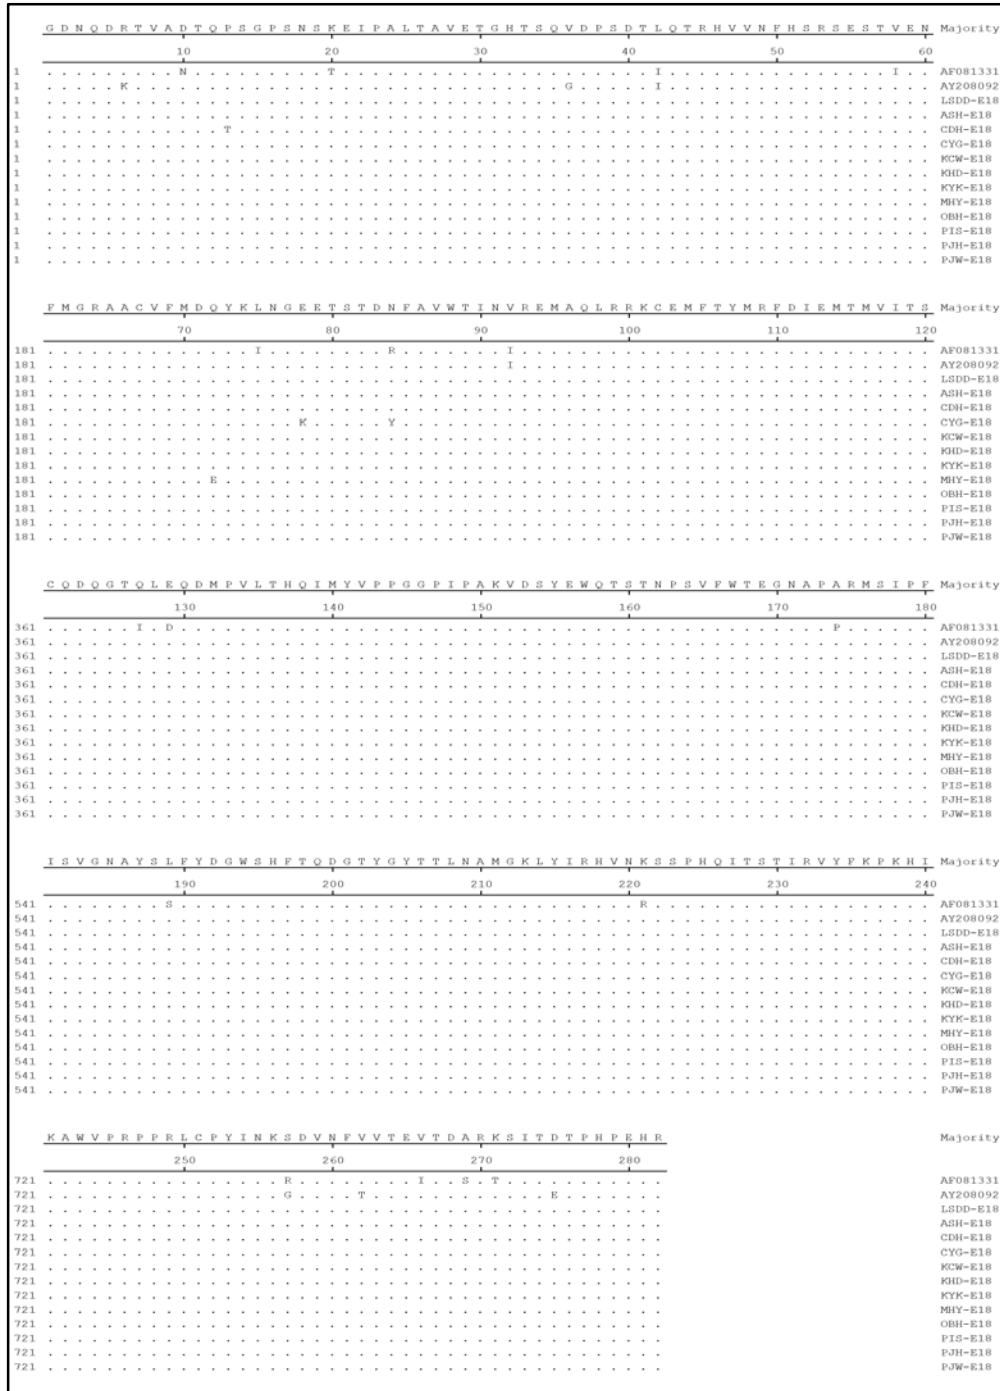 G D N Q D R T V A D T Q P S G P S N S K E I P A L T A V E T G H T S Q V D P S D T L Q T R H V V N F H S R S E S T V E N Majority
10 20 30 40 50 60
1 .........N.........T.....................I...............I.. AF081331
1 .....K.............................G.....I.................. AY208092
1 ............................................................ LSDD-E18
1 ............................................................ ASH-E18
1 ............T............................................... CDH-E18
1 ............................................................ CYG-E18
1 ............................................................ KCW-E18
1 ............................................................ KHD-E18
1 ............................................................ KYK-E18
1 ............................................................ MHY-E18
1 ............................................................ OBH-E18
1 ............................................................ PIS-E18
1 ............................................................ PJH-E18
1 ............................................................ PJW-E18
F M G R A A C V F M D Q Y K L N G E E T S T D N F A V W T I N V R E M A Q L R R K C E M F T Y M R F D I E M T M V I T S Majority
70 80 90 100 110 120
181 ..............I........R.......I............................ AF081331
181 ...............................I............................ AY208092
181 ............................................................ LSDD-E18
181 ............................................................ ASH-E18
181 ............................................................ CDH-E18
181 .................K.....Y.................................... CYG-E18
181 ............................................................ KCW-E18
181 ............................................................ KHD-E18
181 ............................................................ KYK-E18
181 ...........E................................................ MHY-E18
181 ............................................................ OBH-E18
181 ............................................................ PIS-E18
181 ............................................................ PJH-E18
181 ............................................................ PJW-E18
C Q D Q G T Q L E Q D M P V L T H Q I M Y V P P G G P I P A K V D S Y E W Q T S T N P S V F W T E G N A P A R M S I P F Majority
130 140 150 160 170 180
361 ......I.D............................................P...... AF081331
361 ............................................................ AY208092
361 ............................................................ LSDD-E18
361 ............................................................ ASH-E18
361 ............................................................ CDH-E18
361 ............................................................ CYG-E18
361 ............................................................ KCW-E18
361 ............................................................ KHD-E18
361 ............................................................ KYK-E18
361 ............................................................ MHY-E18
361 ............................................................ OBH-E18
361 ............................................................ PIS-E18
361 ............................................................ PJH-E18
361 ............................................................ PJW-E18
I S V G N A Y S L F Y D G W S H F T Q D G T Y G Y T T L N A M G K L Y I R H V N K S S P H Q I T S T I R V Y F K P K H I Majority
190 200 210 220 230 240
541 ........S...............................R................... AF081331
541 ............................................................ AY208092
541 ............................................................ LSDD-E18
541 ............................................................ ASH-E18
541 ............................................................ CDH-E18
541 ............................................................ CYG-E18
541 ............................................................ KCW-E18
541 ............................................................ KHD-E18
541 ............................................................ KYK-E18
541 ............................................................ MHY-E18
541 ............................................................ OBH-E18
541 ............................................................ PIS-E18
541 ............................................................ PJH-E18
541 ............................................................ PJW-E18
K A W V P R P P R L C P Y I N K S D V N F V V T E V T D A R K S I T D T P H P E H R Majority
250 260 270 280
721 ................R........I..S.T........... AF081331
721 ................G....T............E....... AY208092
721 .......................................... LSDD-E18
721 .......................................... ASH-E18
721 .......................................... CDH-E18
721 .......................................... CYG-E18
721 .......................................... KCW-E18
721 .......................................... KHD-E18
721 .......................................... KYK-E18
721 .......................................... MHY-E18
721 .......................................... OBH-E18
721 .......................................... PIS-E18
721 .......................................... PJH-E18
721 .......................................... PJW-E18